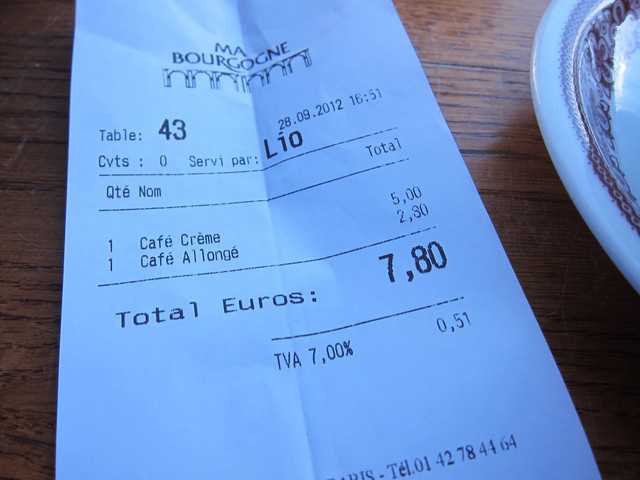 MA
BOURGOGNE
Table: 43 28.09.2012 16:51
Cvts : 0 Servi par: Lio
Qté Nom Total
1 Café Crème 5,00
1 Café Allongé 2,80
Total Euros: 7,80
TVA 7,00% 0,51
PARIS - Tél.01 42 78 44 64